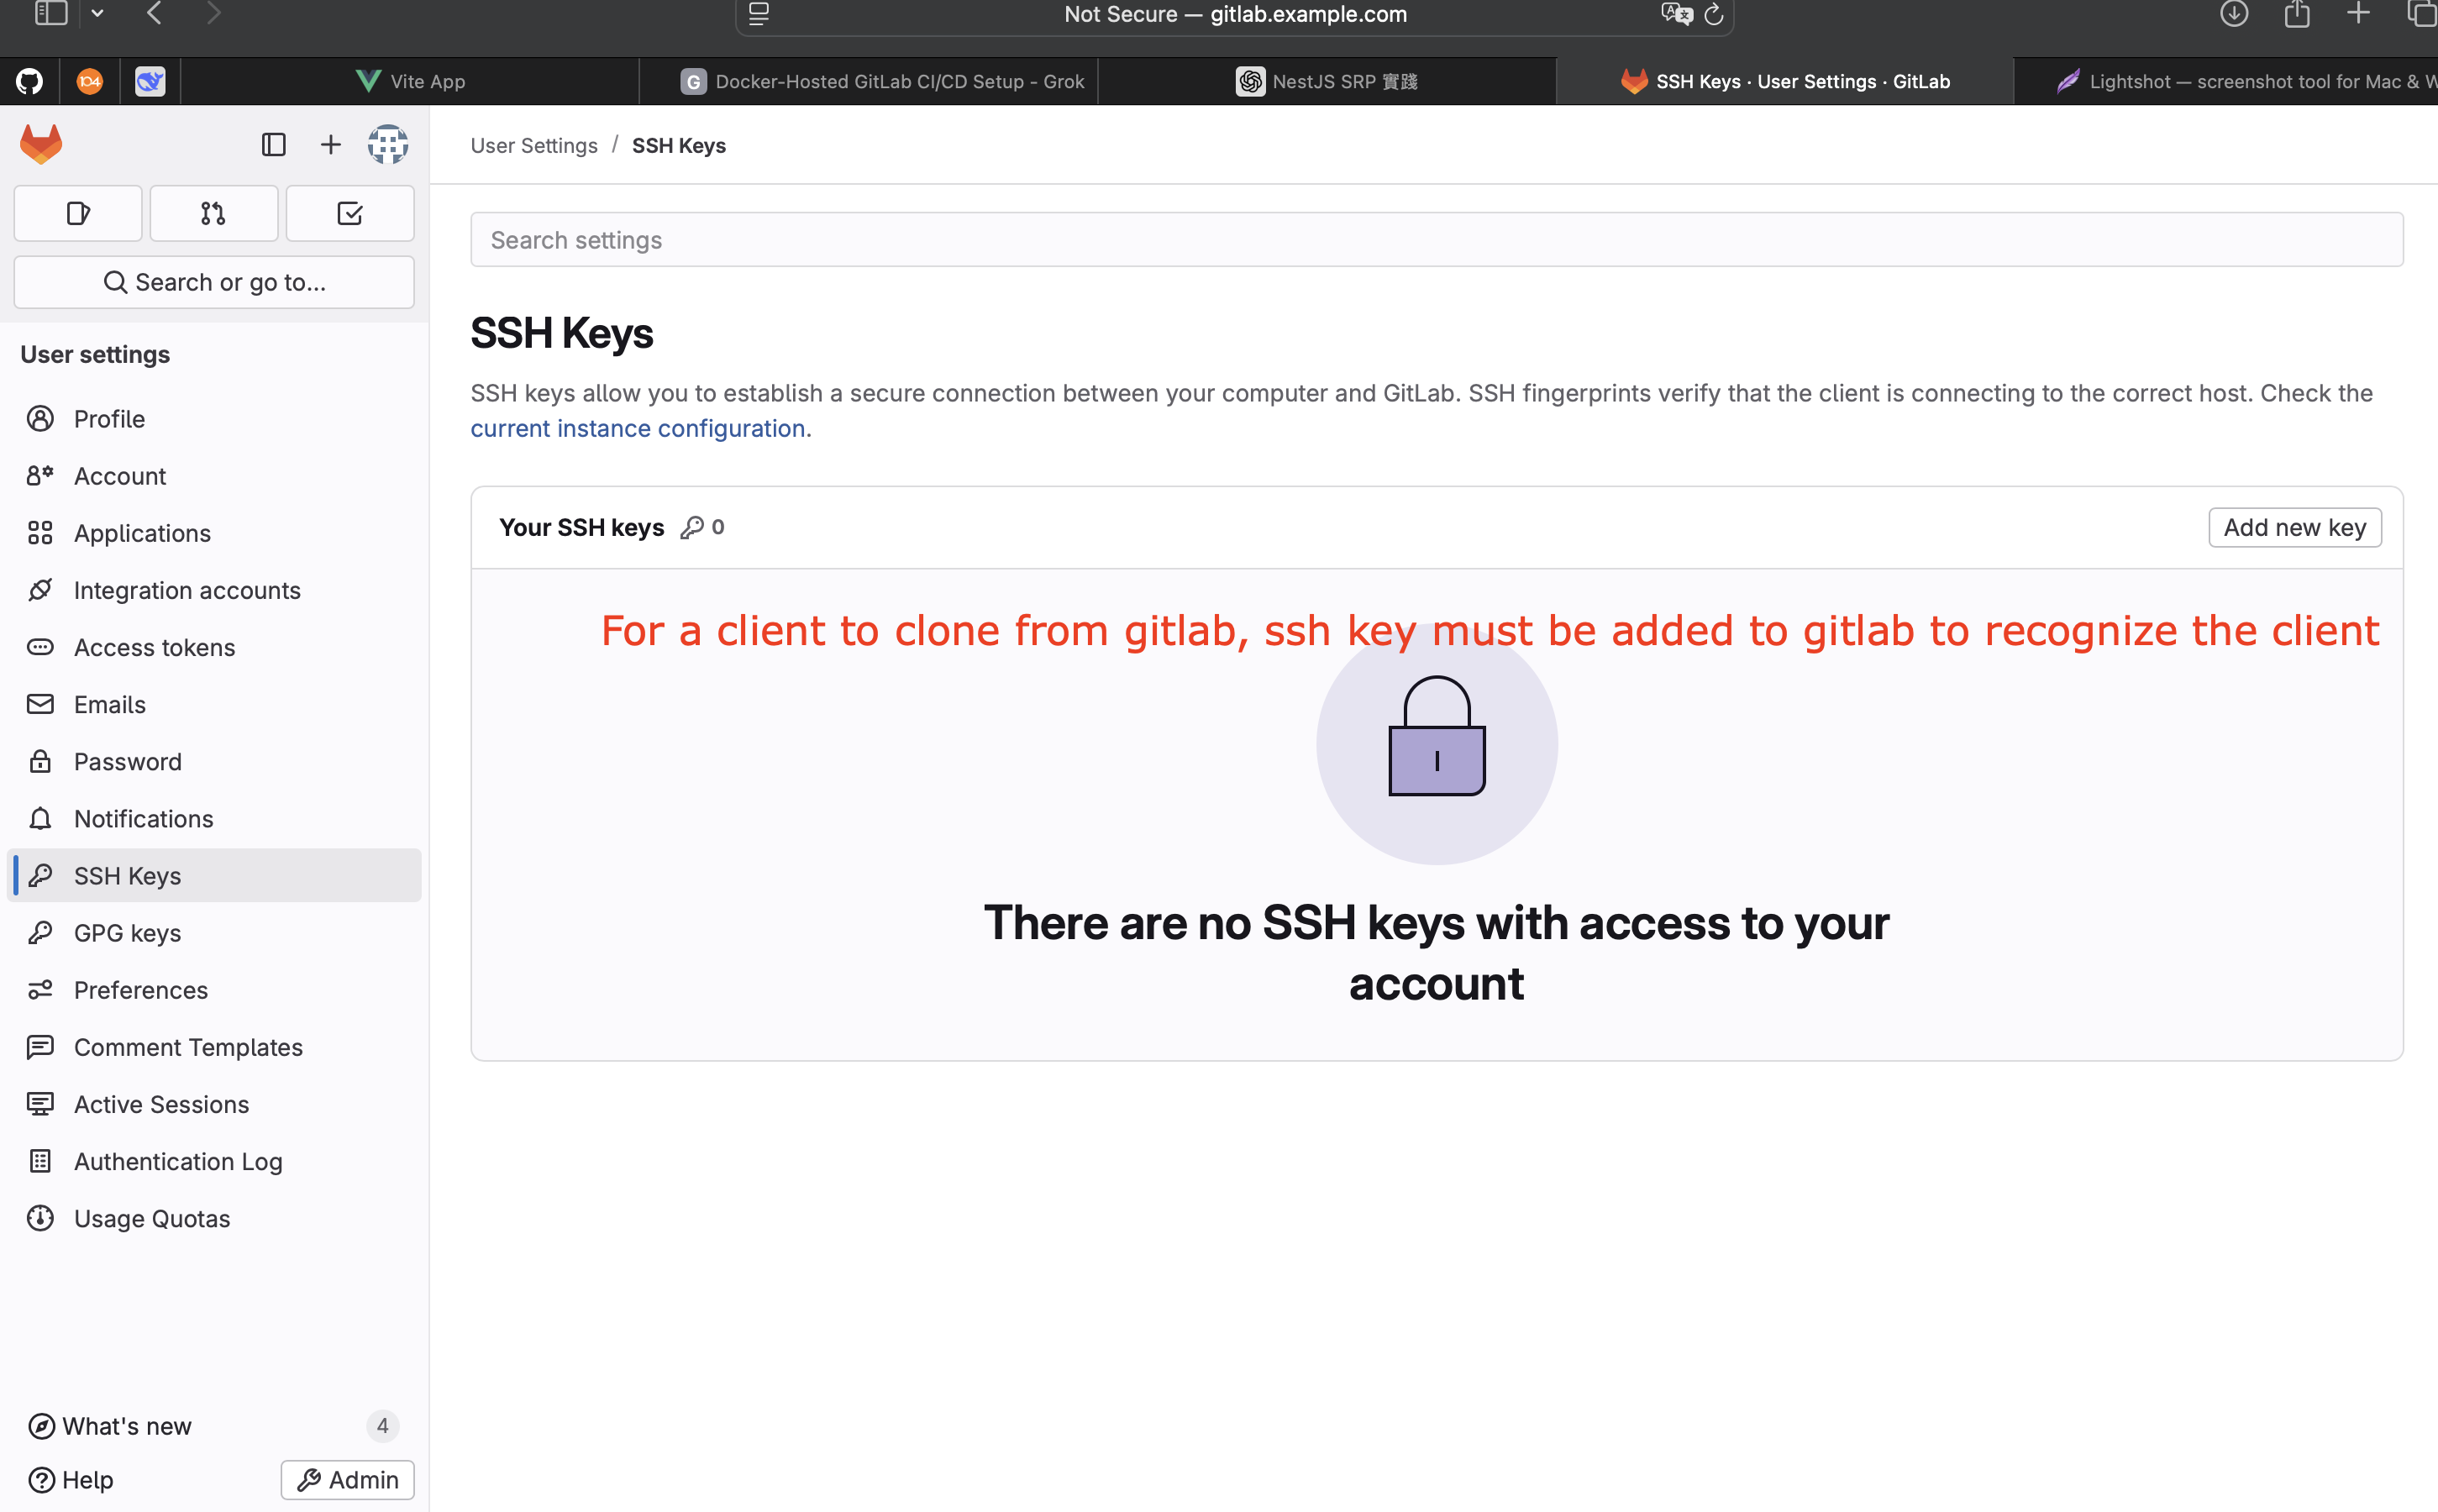 Not Secure — gitlab.example.com
104
Vite App
G Docker-Hosted GitLab CI/CD Setup - Grok
NestJS SRP 實踐
SSH Keys · User Settings · GitLab
Lightshot — screenshot tool for Mac & W
User Settings / SSH Keys
Search settings
Search or go to...
User settings
Profile
Account
Applications
Integration accounts
Access tokens
Emails
Password
Notifications
SSH Keys
GPG keys
Preferences
Comment Templates
Active Sessions
Authentication Log
Usage Quotas
What's new 4
Help
Admin
SSH Keys
SSH keys allow you to establish a secure connection between your computer and GitLab. SSH fingerprints verify that the client is connecting to the correct host. Check the
current instance configuration.
Your SSH keys 0
Add new key
For a client to clone from gitlab, ssh key must be added to gitlab to recognize the client
There are no SSH keys with access to your
account